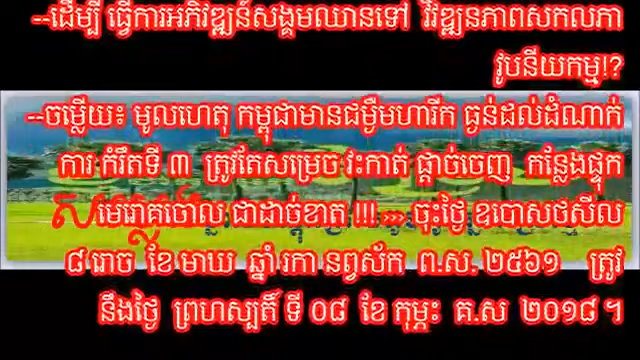 --ដើម្បី ធ្វើការអភិវឌ្ឍន៍សង្គមឈានទៅ វិវឌ្ឍនភាពសកលភា
វូបនីយកម្ម!?
--ចម្លើយ៖ មូលហេតុ កម្ពុជាមានជម្ងឺមហារីក ធ្ងន់ដល់ដំណាក់
ការ កំរឹតទី ៣ ត្រូវតែសម្រេច វះកាត់ ផ្តាច់ចេញ កន្លែងផ្ទុក
មេរោគចោល ជាដាច់ខាត !!! »»» ចុះថ្ងៃ ឧបោសថសីល
៨ រោច ខែ មាឃ ឆ្នាំ រកា នព្វស័ក ព.ស. ២៥៦១ ត្រូវ
នឹងថ្ងៃ ព្រហស្បតិ៍ ទី ០៨ ខែ កុម្ភះ គ.ស ២០១៨ ។